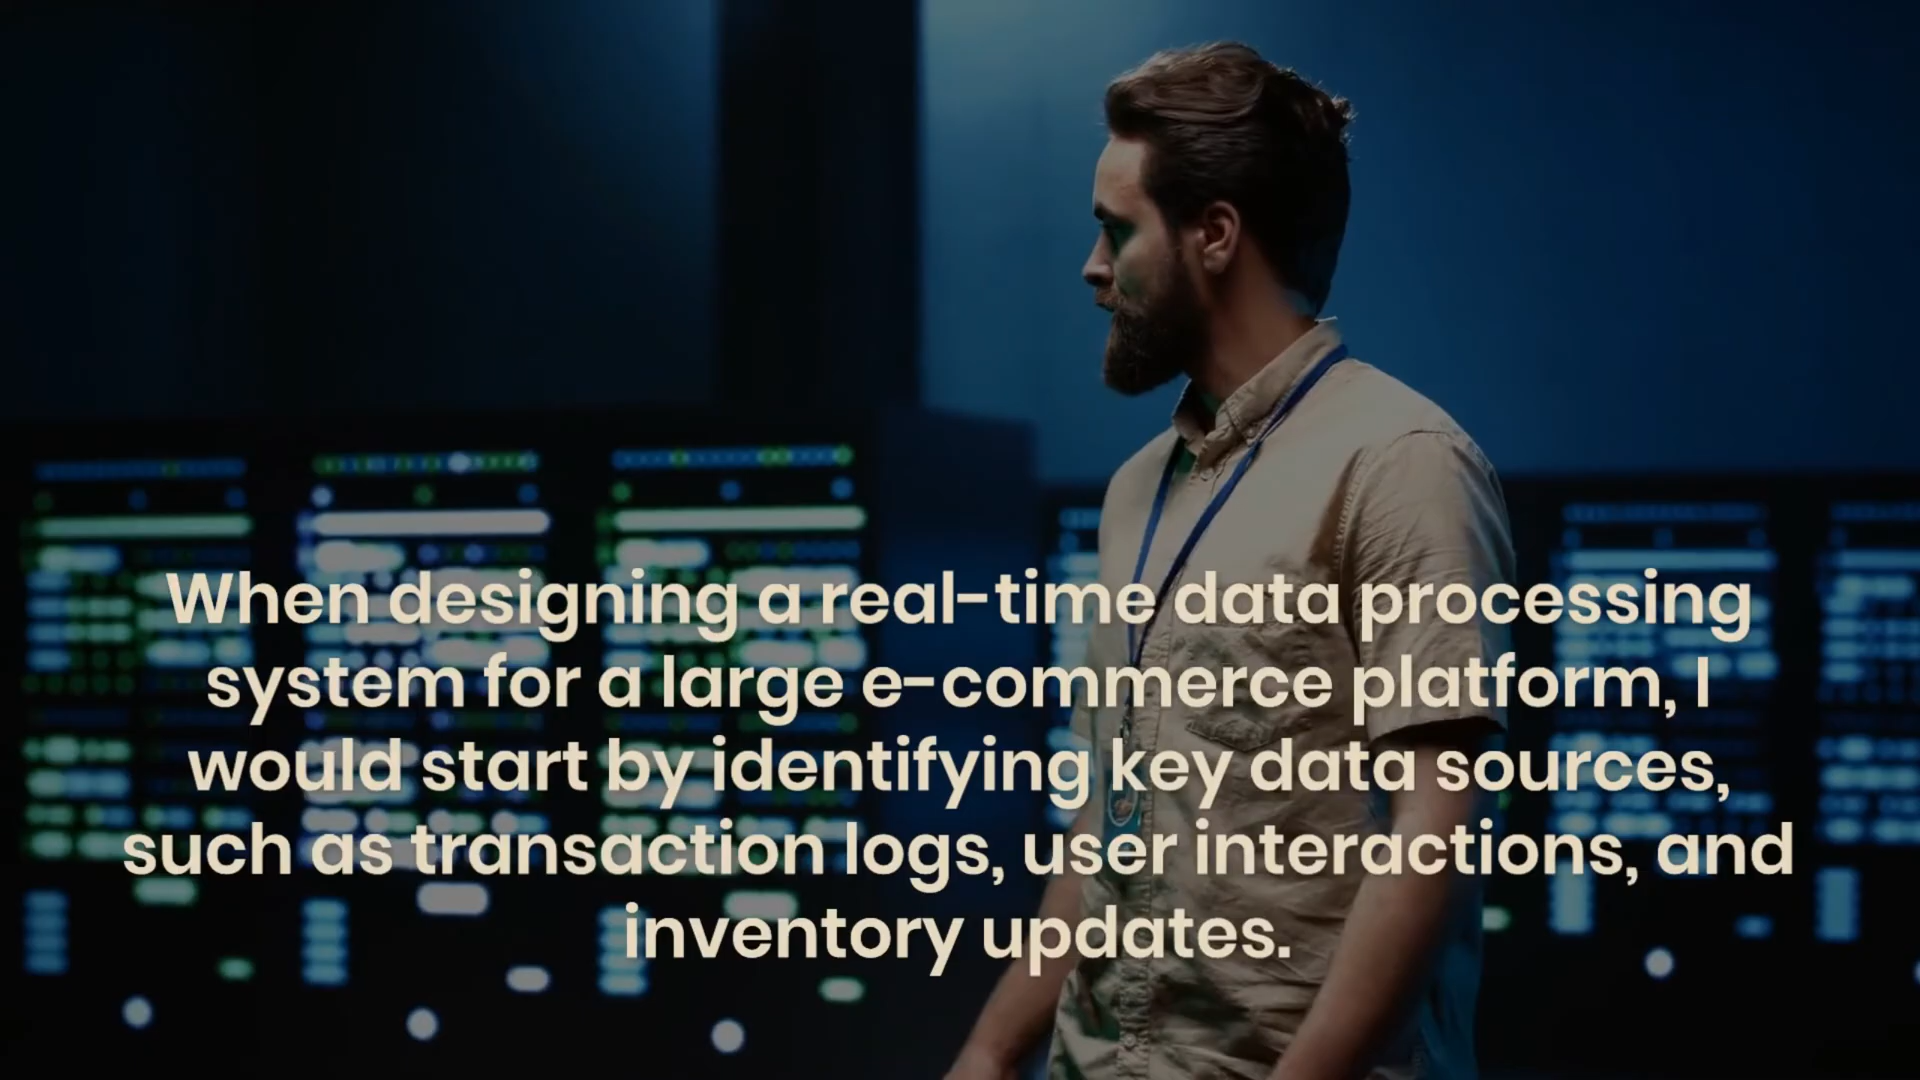 When designing a real-time data processing
system for a large e-commerce platform, I
would start by identifying key data sources,
such as transaction logs, user interactions, and
inventory updates.